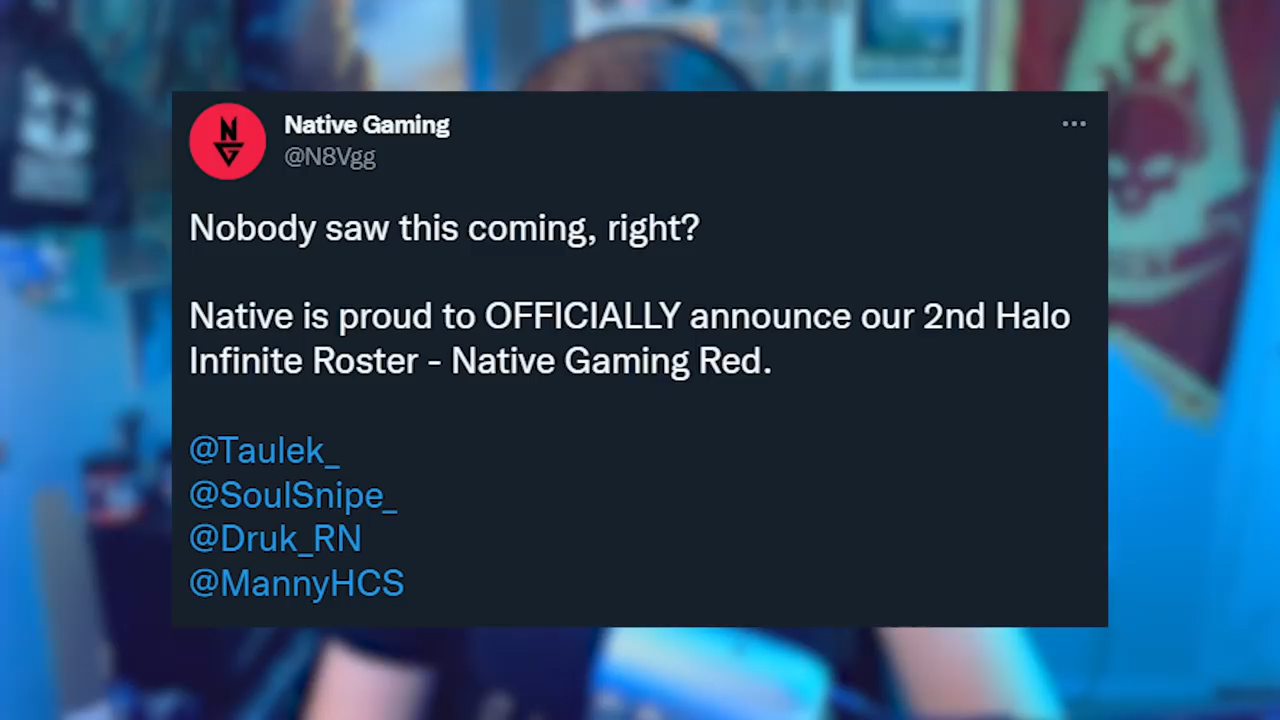 Native Gaming
@N8Vgg
Nobody saw this coming, right?
Native is proud to OFFICIALLY announce our 2nd Halo
Infinite Roster - Native Gaming Red.
@Taulek_
@SoulSnipe_
@Druk_RN
@MannyHCS